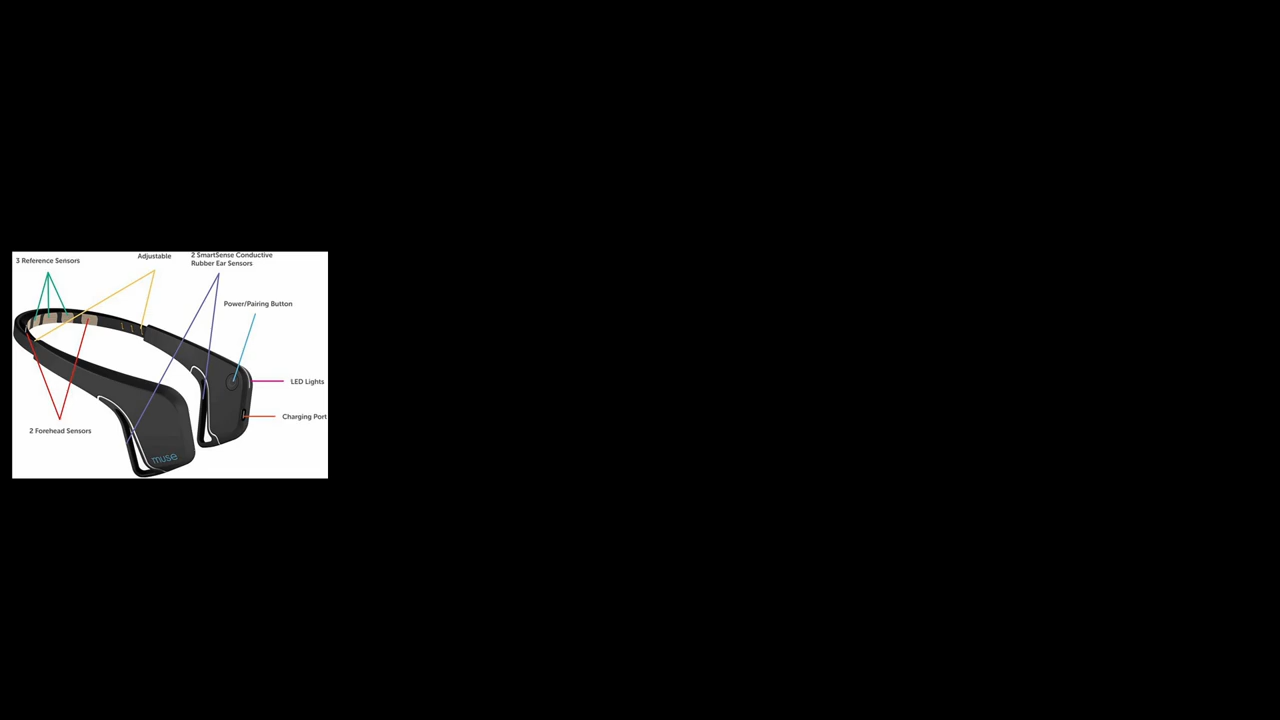 3 Reference Sensors
Adjustable
2 SmartSense Conductive
Rubber Ear Sensors
Power/Pairing Button
LED Lights
Charging Port
2 Forehead Sensors
muse